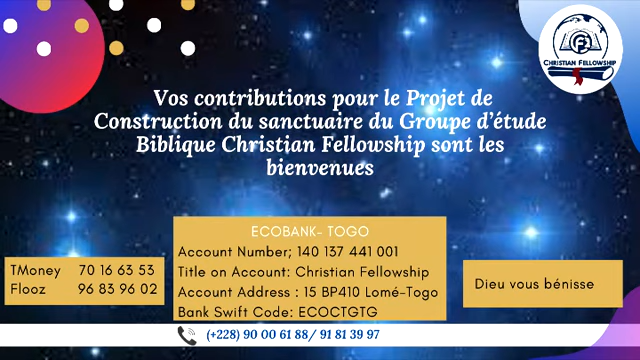 CHRISTIAN FELLOWSHIP
Vos contributions pour le Projet de
Construction du sanctuaire du Groupe d'étude
Biblique Christian Fellowship sont les
bienvenues
ECOBANK- TOGO
Account Number; 140 137 441 001
Title on Account: Christian Fellowship
Account Address : 15 BP410 Lomé-Togo
Bank Swift Code: ECOCTGTG
TMoney 70 16 63 53
Flooz 96 83 96 02
Dieu vous bénisse
(+228) 90 00 61 88/ 91 81 39 97